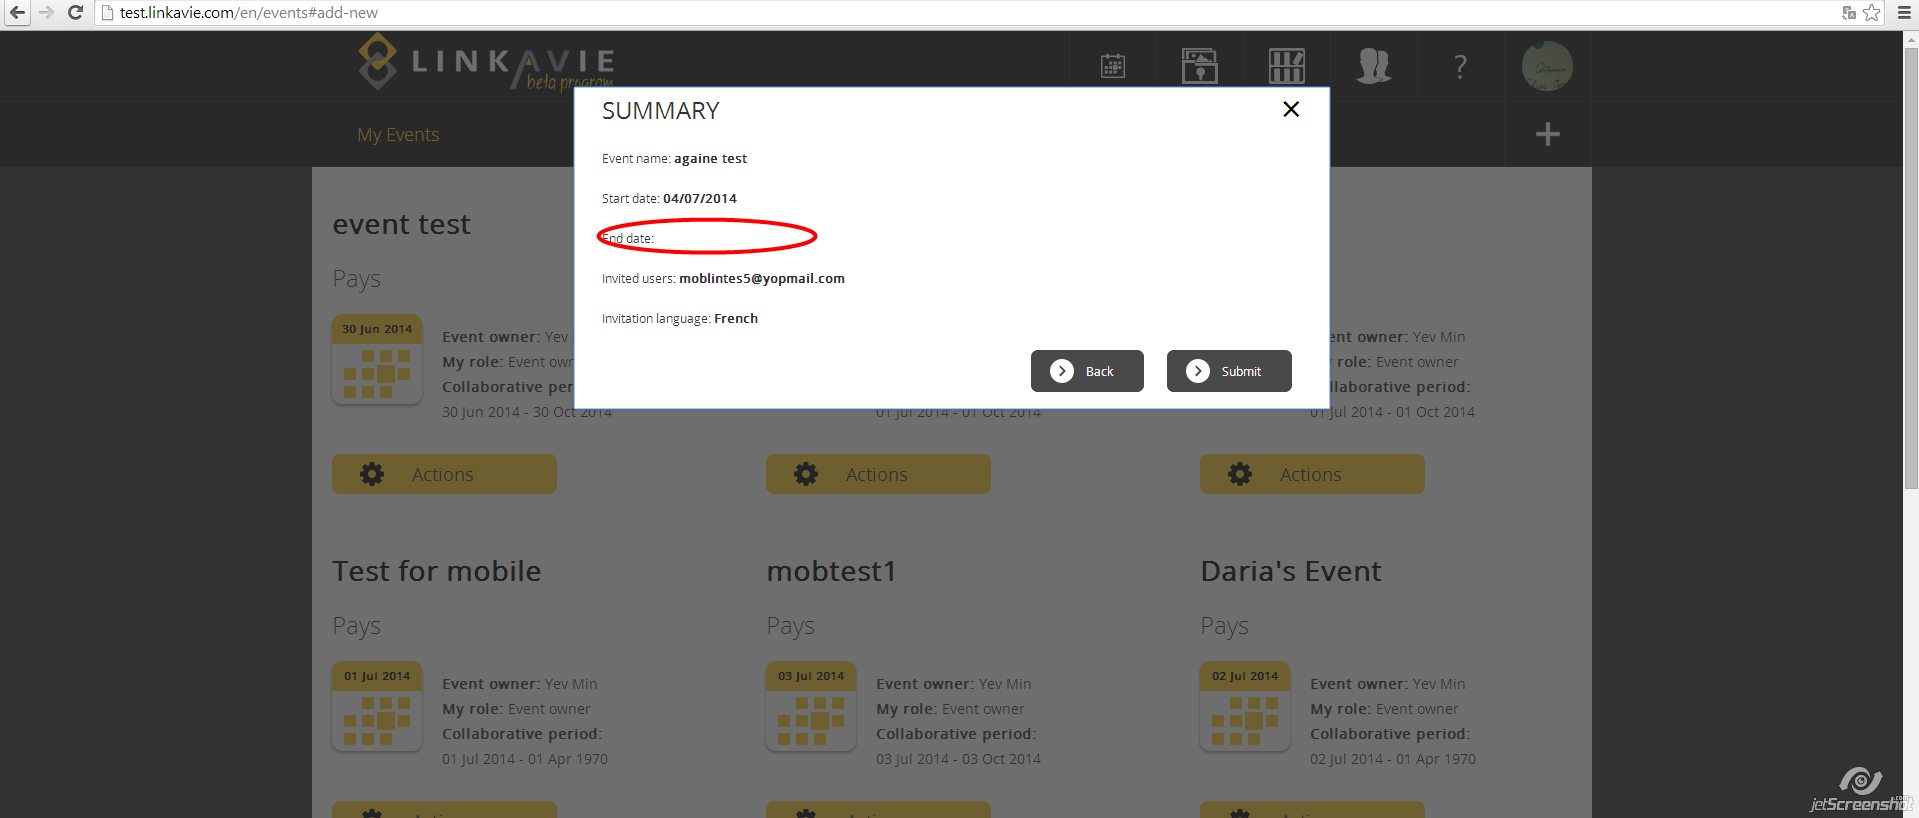 test.linkavie.com/en/events#add-new
LINKAVIE
beta program
?
My Events
SUMMARY
Event name: againe test
Start date: 04/07/2014
End date:
Invited users: moblintes5@yopmail.com
Invitation language: French
Back
Submit
event test
Pays
30 Jun 2014
Event owner: Yev
My role: Event own
Collaborative per
30 Jun 2014 - 30 Oct 2014
01 Jul 2014 - 01 Oct 2014
ent owner: Yev Min
role: Event owner
llaborative period:
01 Jul 2014 - 01 Oct 2014
Actions
Actions
Actions
Test for mobile
Pays
01 Jul 2014
Event owner: Yev Min
My role: Event owner
Collaborative period:
01 Jul 2014 - 01 Apr 1970
mobtest1
Pays
03 Jul 2014
Event owner: Yev Min
My role: Event owner
Collaborative period:
03 Jul 2014 - 03 Oct 2014
Daria's Event
Pays
02 Jul 2014
Event owner: Yev Min
My role: Event owner
Collaborative period:
02 Jul 2014 - 01 Apr 1970
jetScreenshot
.com